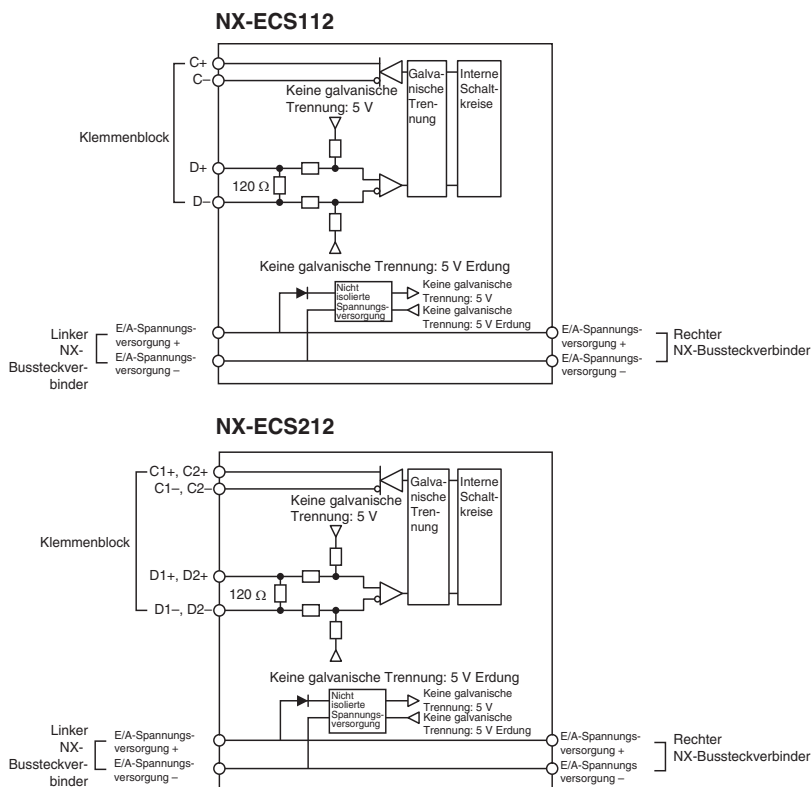 NX-ECS112
C+
C–
Keine galvanische
Trennung: 5 V
Galva-
nische
Tren-
nung
Interne
Schalt-
kreise
Klemmenblock
D+
120 Ω
D–
Keine galvanische Trennung: 5 V Erdung
Nicht
isolierte
Spannungs-
versorgung
Keine galvanische
Trennung: 5 V
Keine galvanische
Trennung: 5 V Erdung
Linker
NX-
Bussteckver-
binder
E/A-Spannungs-
versorgung +
E/A-Spannungs-
versorgung –
E/A-Spannungs-
versorgung +
E/A-Spannungs-
versorgung –
Rechter
NX-Bussteckverbinder
NX-ECS212
C1+, C2+
C1–, C2–
Keine galvanische
Trennung: 5 V
Galva-
nische
Tren-
nung
Interne
Schalt-
kreise
Klemmenblock
D1+, D2+
120 Ω
D1–, D2–
Keine galvanische Trennung: 5 V Erdung
Nicht
isolierte
Spannungs-
versorgung
Keine galvanische
Trennung: 5 V
Keine galvanische
Trennung: 5 V Erdung
Linker
NX-
Bussteckver-
binder
E/A-Spannungs-
versorgung +
E/A-Spannungs-
versorgung –
E/A-Spannungs-
versorgung +
E/A-Spannungs
versorgung –
Rechter
NX-Bussteckverbinder